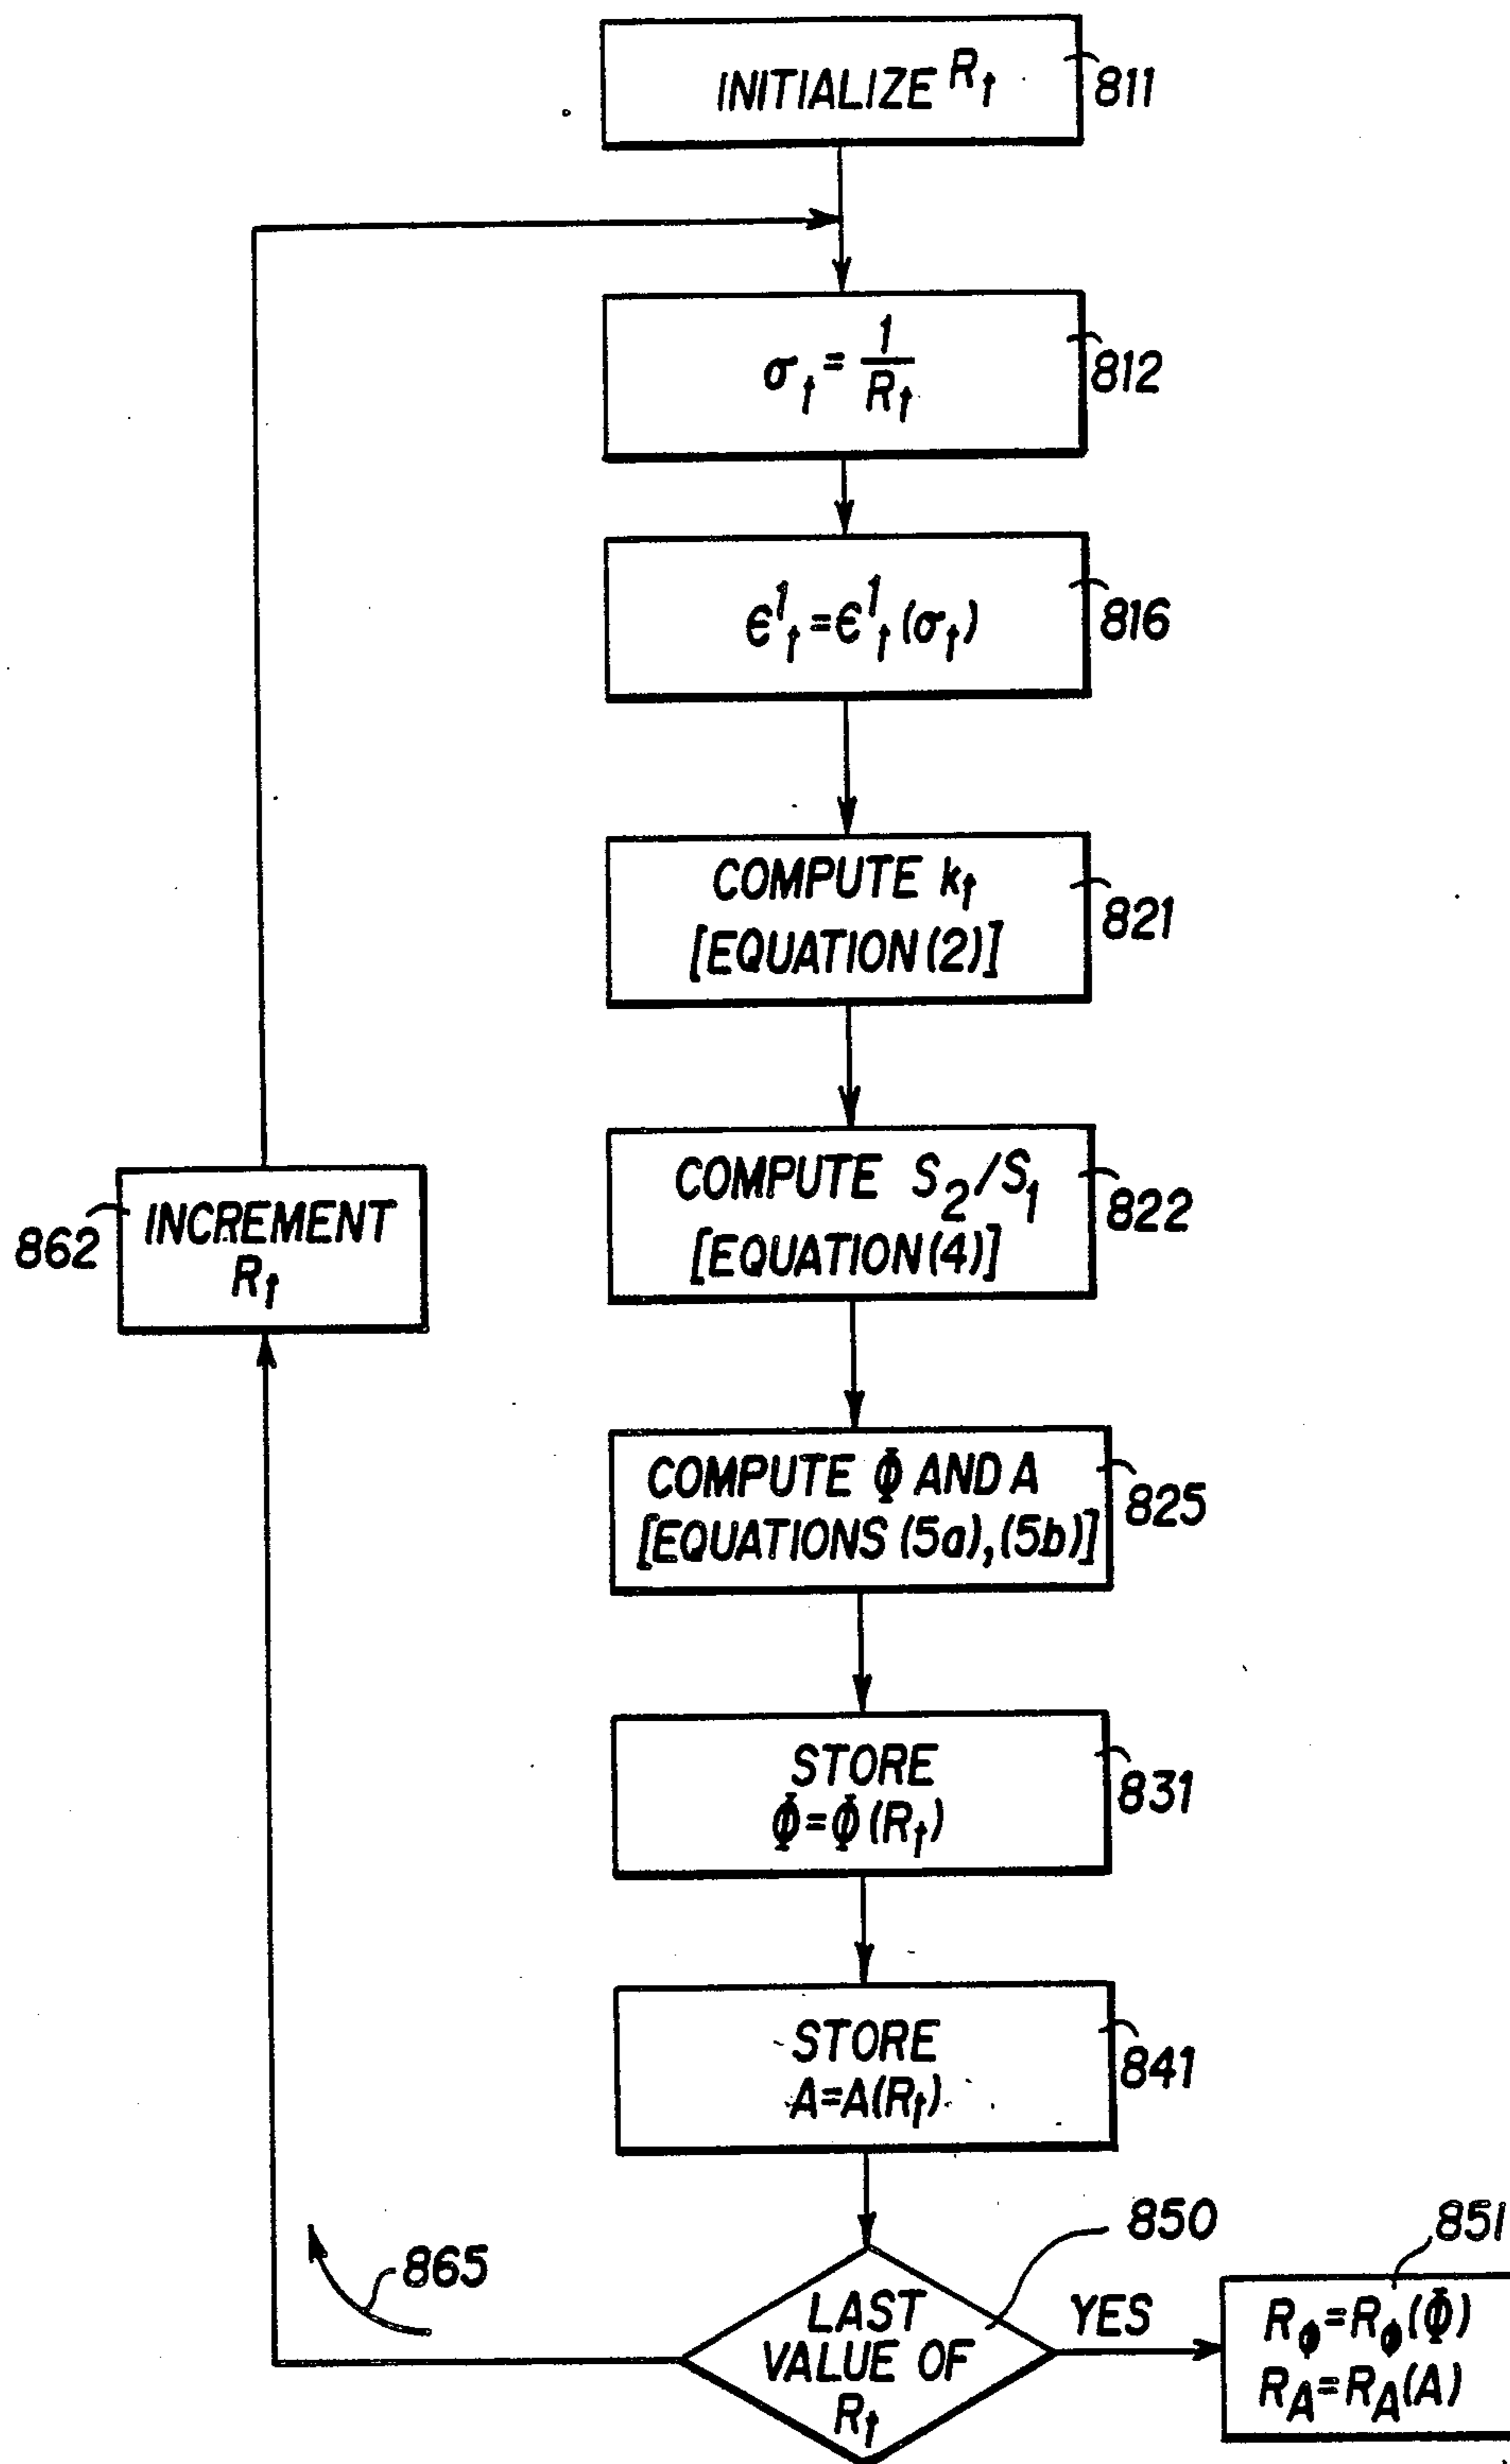 INITIALIZE Rt
811
σt = 1/Rt
812
ϵ¹t=ϵ¹t(σt)
816
COMPUTE kt
[EQUATION (2)]
821
COMPUTE S2/S1
[EQUATION (4)]
822
862
INCREMENT
Rt
COMPUTE Φ AND A
[EQUATIONS (5a), (5b)]
825
STORE
Φ=Φ(Rt)
831
STORE
A=A(Rt)
841
850
851
865
LAST
VALUE OF
Rt
YES
RΦ=RΦ(Φ)
RA=RA(A)